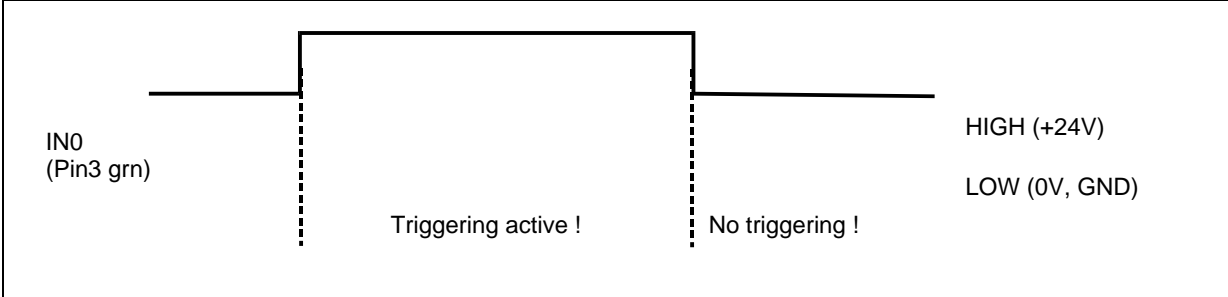 IN0
(Pin3 grn)
HIGH (+24V)
LOW (0V, GND)
Triggering active !
No triggering !